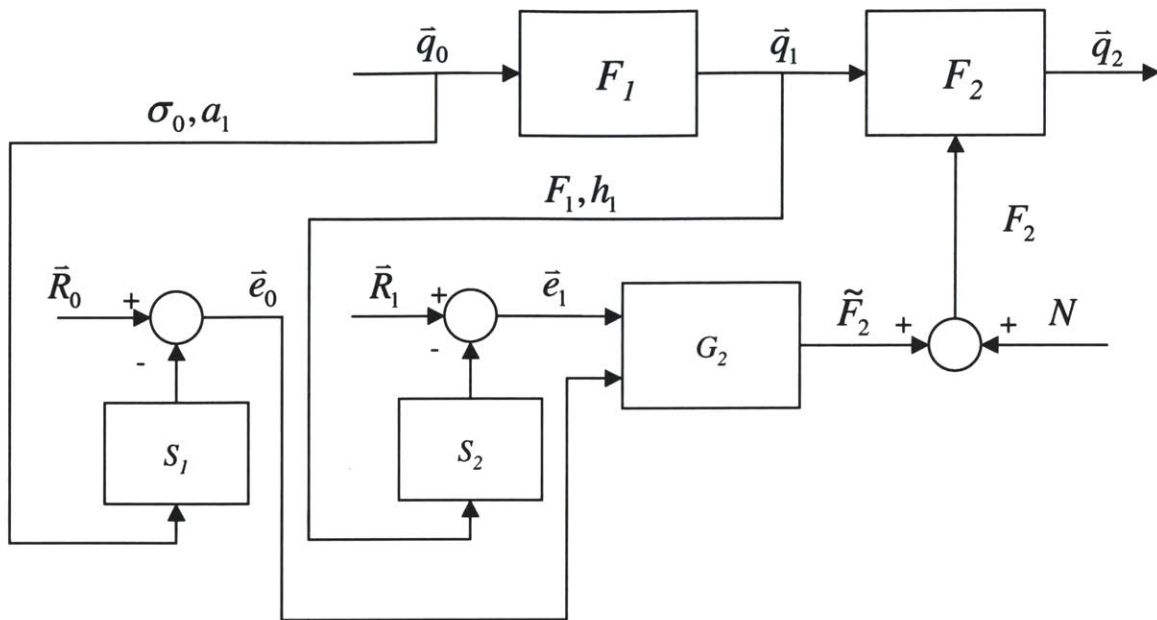 q⃗₀
F₁
q⃗₁
F₂
q⃗₂
σ₀, a₁
F₁, h₁
F₂
R⃗₀
+
e⃗₀
-
R⃗₁
+
e⃗₁
-
G₂
F̃₂
+
+
N
S₁
S₂